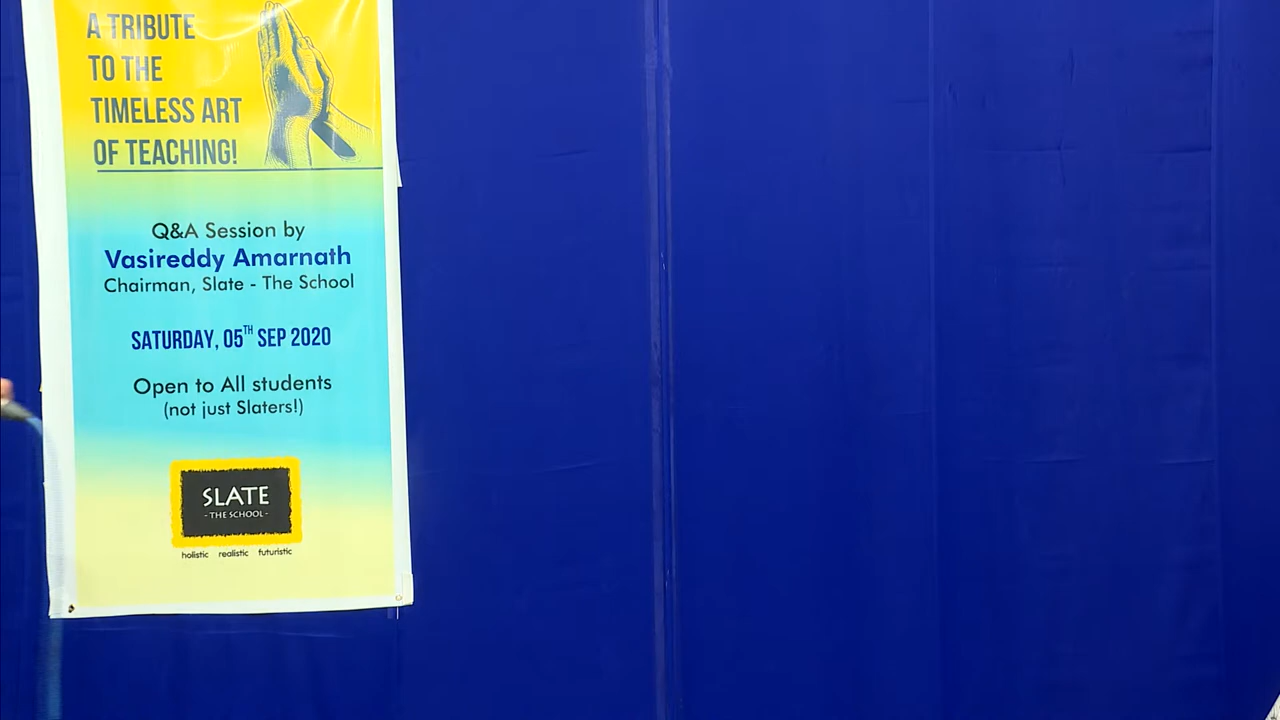 A TRIBUTE
TO THE
TIMELESS ART
OF TEACHING!
Q&A Session by
Vasireddy Amarnath
Chairman, Slate - The School
SATURDAY, 05TH SEP 2020
Open to All students
(not just Slaters!)
SLATE
- THE SCHOOL -
holistic realistic futuristic